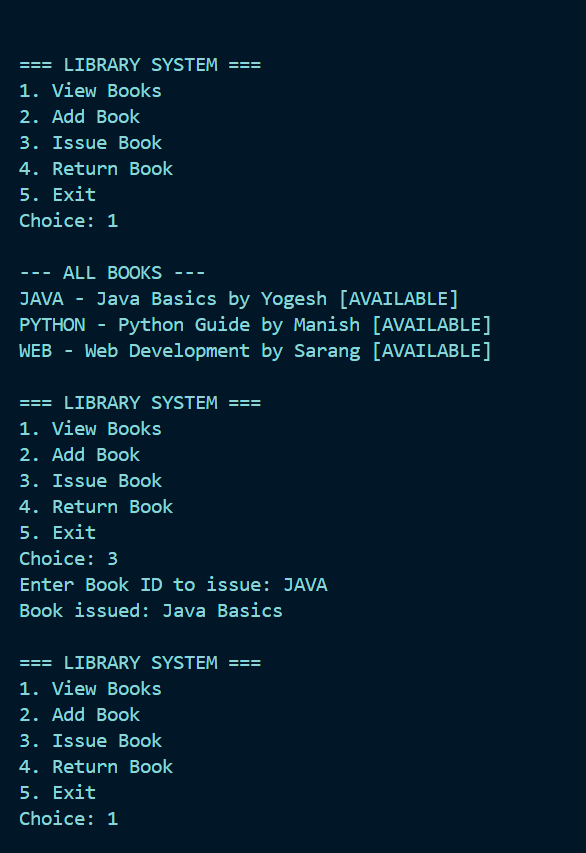 === LIBRARY SYSTEM ===
1. View Books
2. Add Book
3. Issue Book
4. Return Book
5. Exit
Choice: 1
--- ALL BOOKS ---
JAVA - Java Basics by Yogesh [AVAILABLE]
PYTHON - Python Guide by Manish [AVAILABLE]
WEB - Web Development by Sarang [AVAILABLE]
=== LIBRARY SYSTEM ===
1. View Books
2. Add Book
3. Issue Book
4. Return Book
5. Exit
Choice: 3
Enter Book ID to issue: JAVA
Book issued: Java Basics
=== LIBRARY SYSTEM ===
1. View Books
2. Add Book
3. Issue Book
4. Return Book
5. Exit
Choice: 1